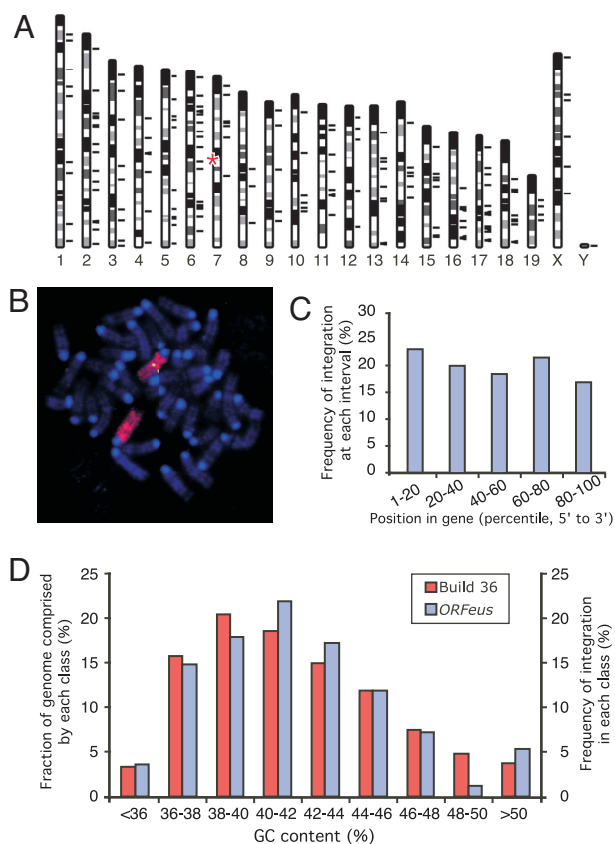 A
*
1 2 3 4 5 6 7 8 9 10 11 12 13 14 15 16 17 18 19 X Y
B
C
Frequency of integration
at each interval (%)
30
25
20
15
10
5
0
1-20 20-40 40-60 60-80 80-100
Position in gene (percentile, 5' to 3')
D
Fraction of genome comprised
by each class (%)
25
20
15
10
5
0
Build 36
ORFeus
25
20
15
10
5
0
Frequency of integration
in each class (%)
<36 36-38 38-40 40-42 42-44 44-46 46-48 48-50 >50
GC content (%)